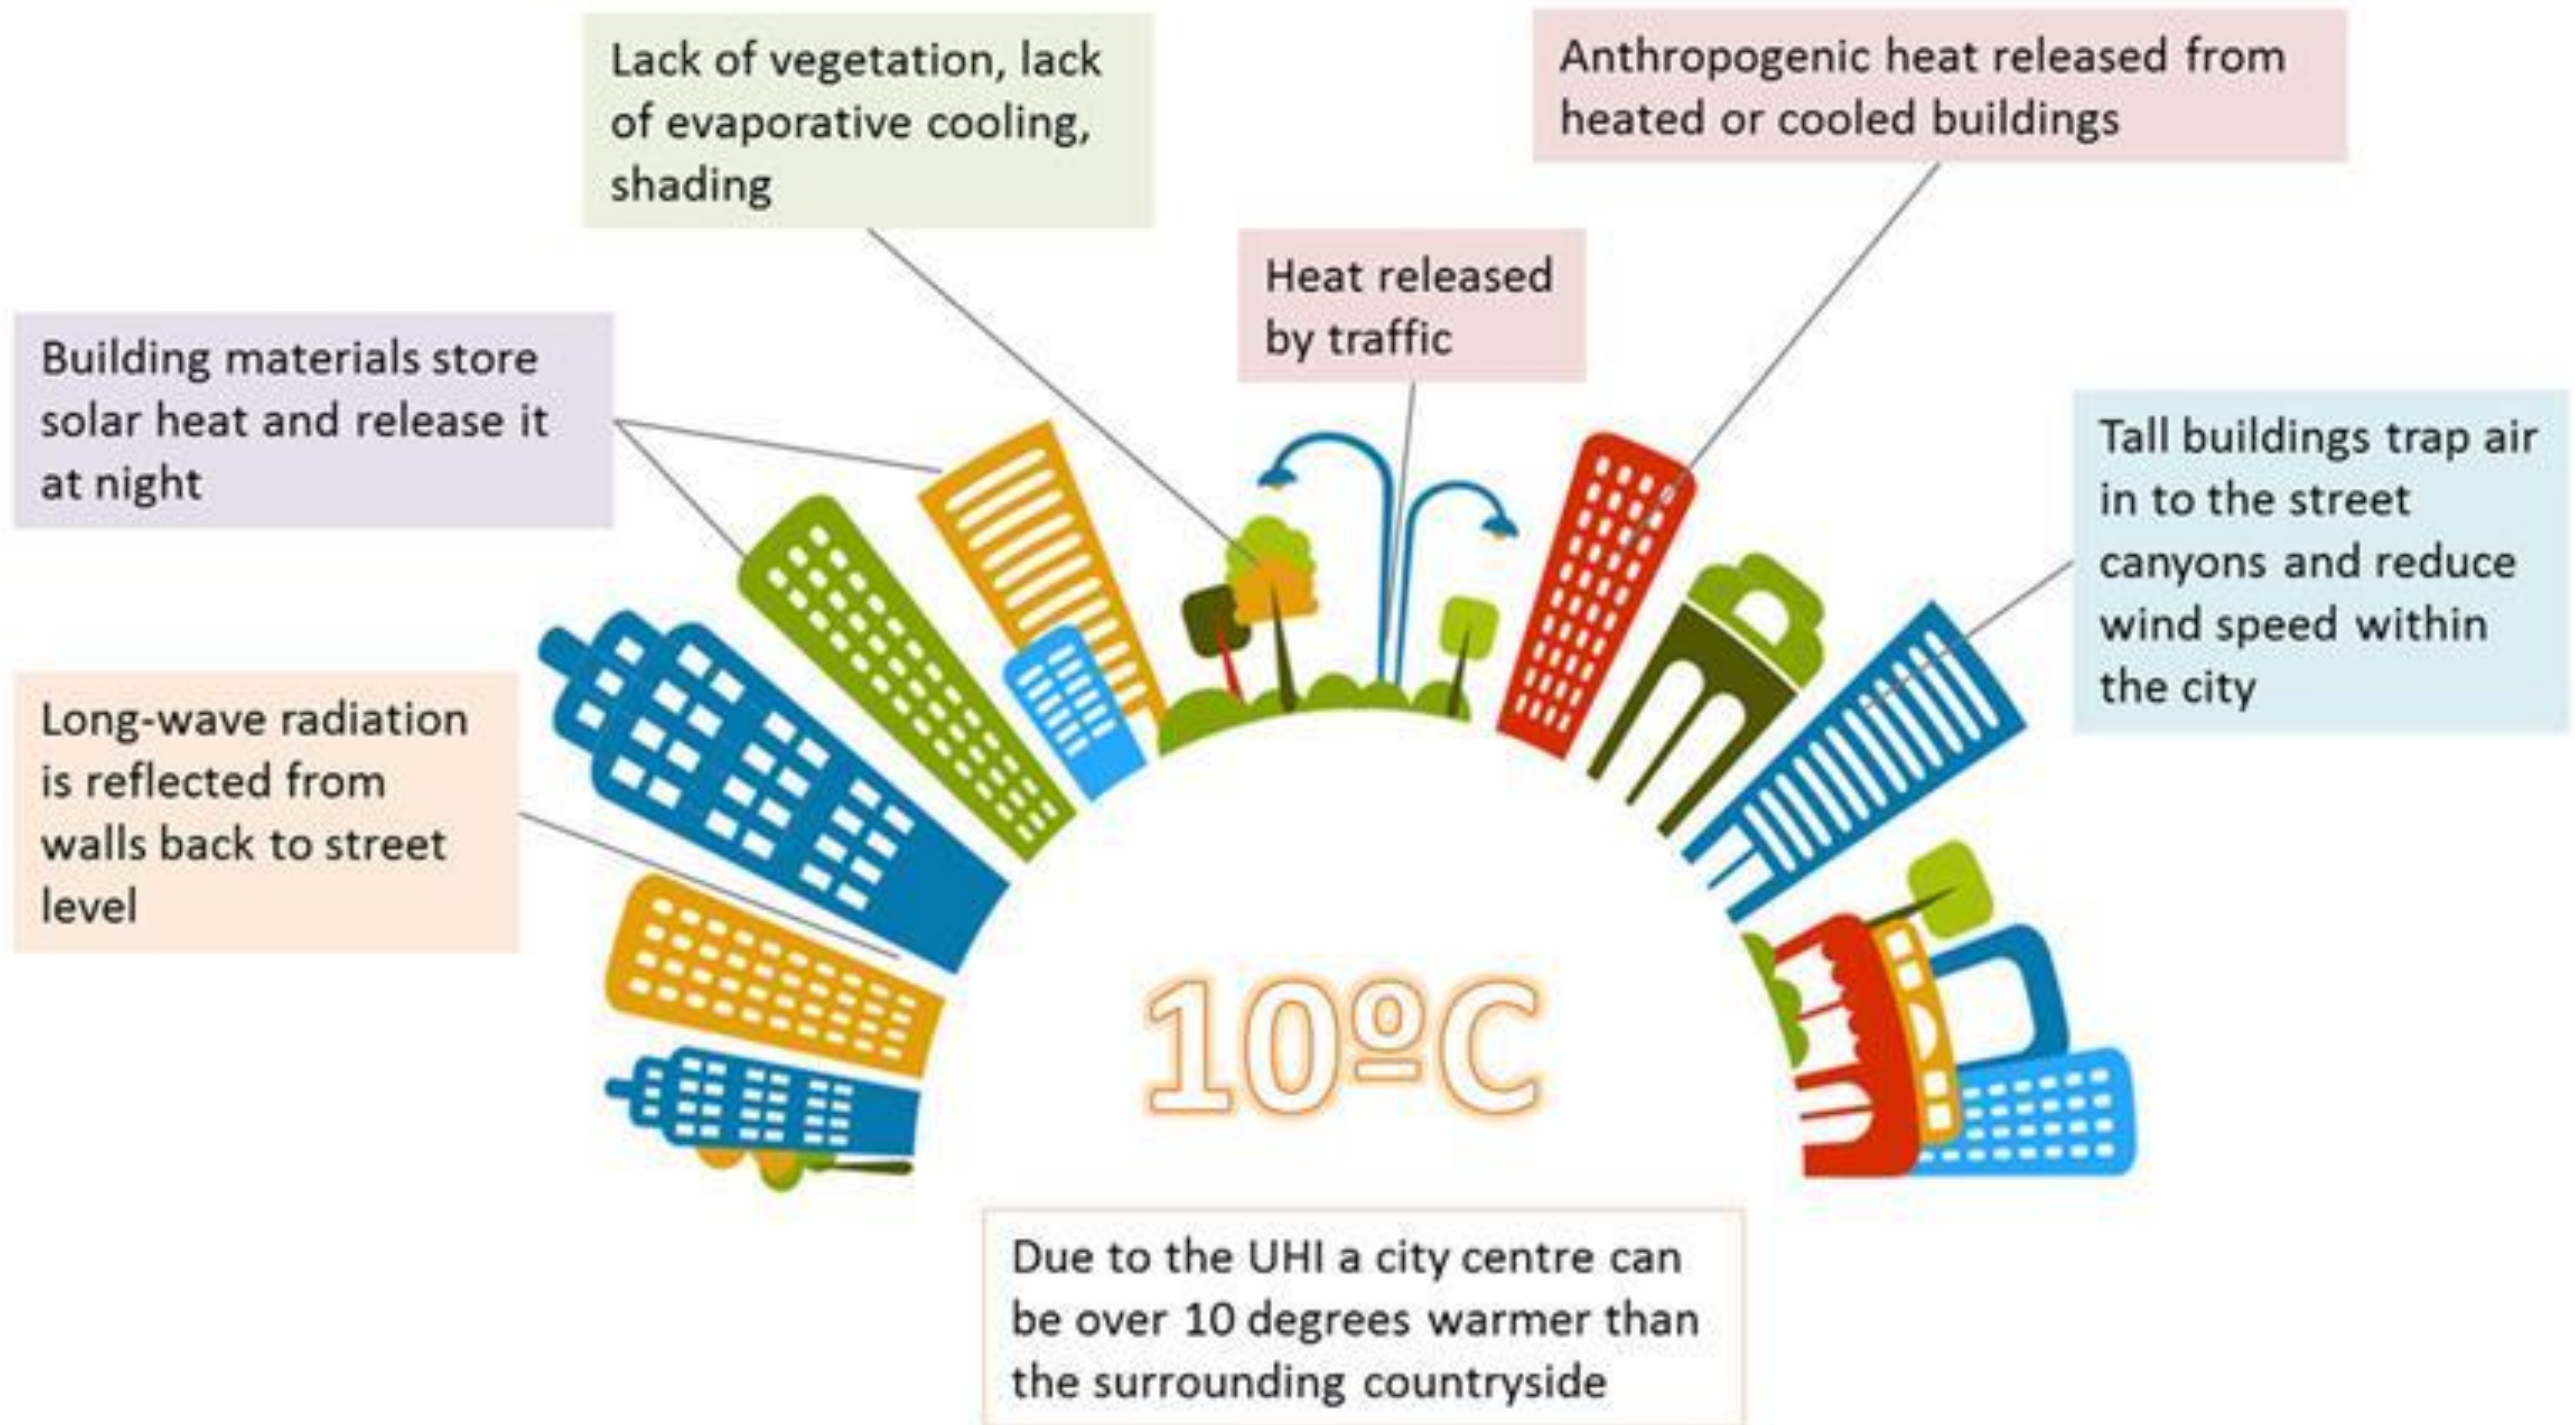 Lack of vegetation, lack
of evaporative cooling,
shading
Anthropogenic heat released from
heated or cooled buildings
Heat released
by traffic
Building materials store
solar heat and release it
at night
Tall buildings trap air
in to the street
canyons and reduce
wind speed within
the city
Long-wave radiation
is reflected from
walls back to street
level
10ºC
Due to the UHI a city centre can
be over 10 degrees warmer than
the surrounding countryside